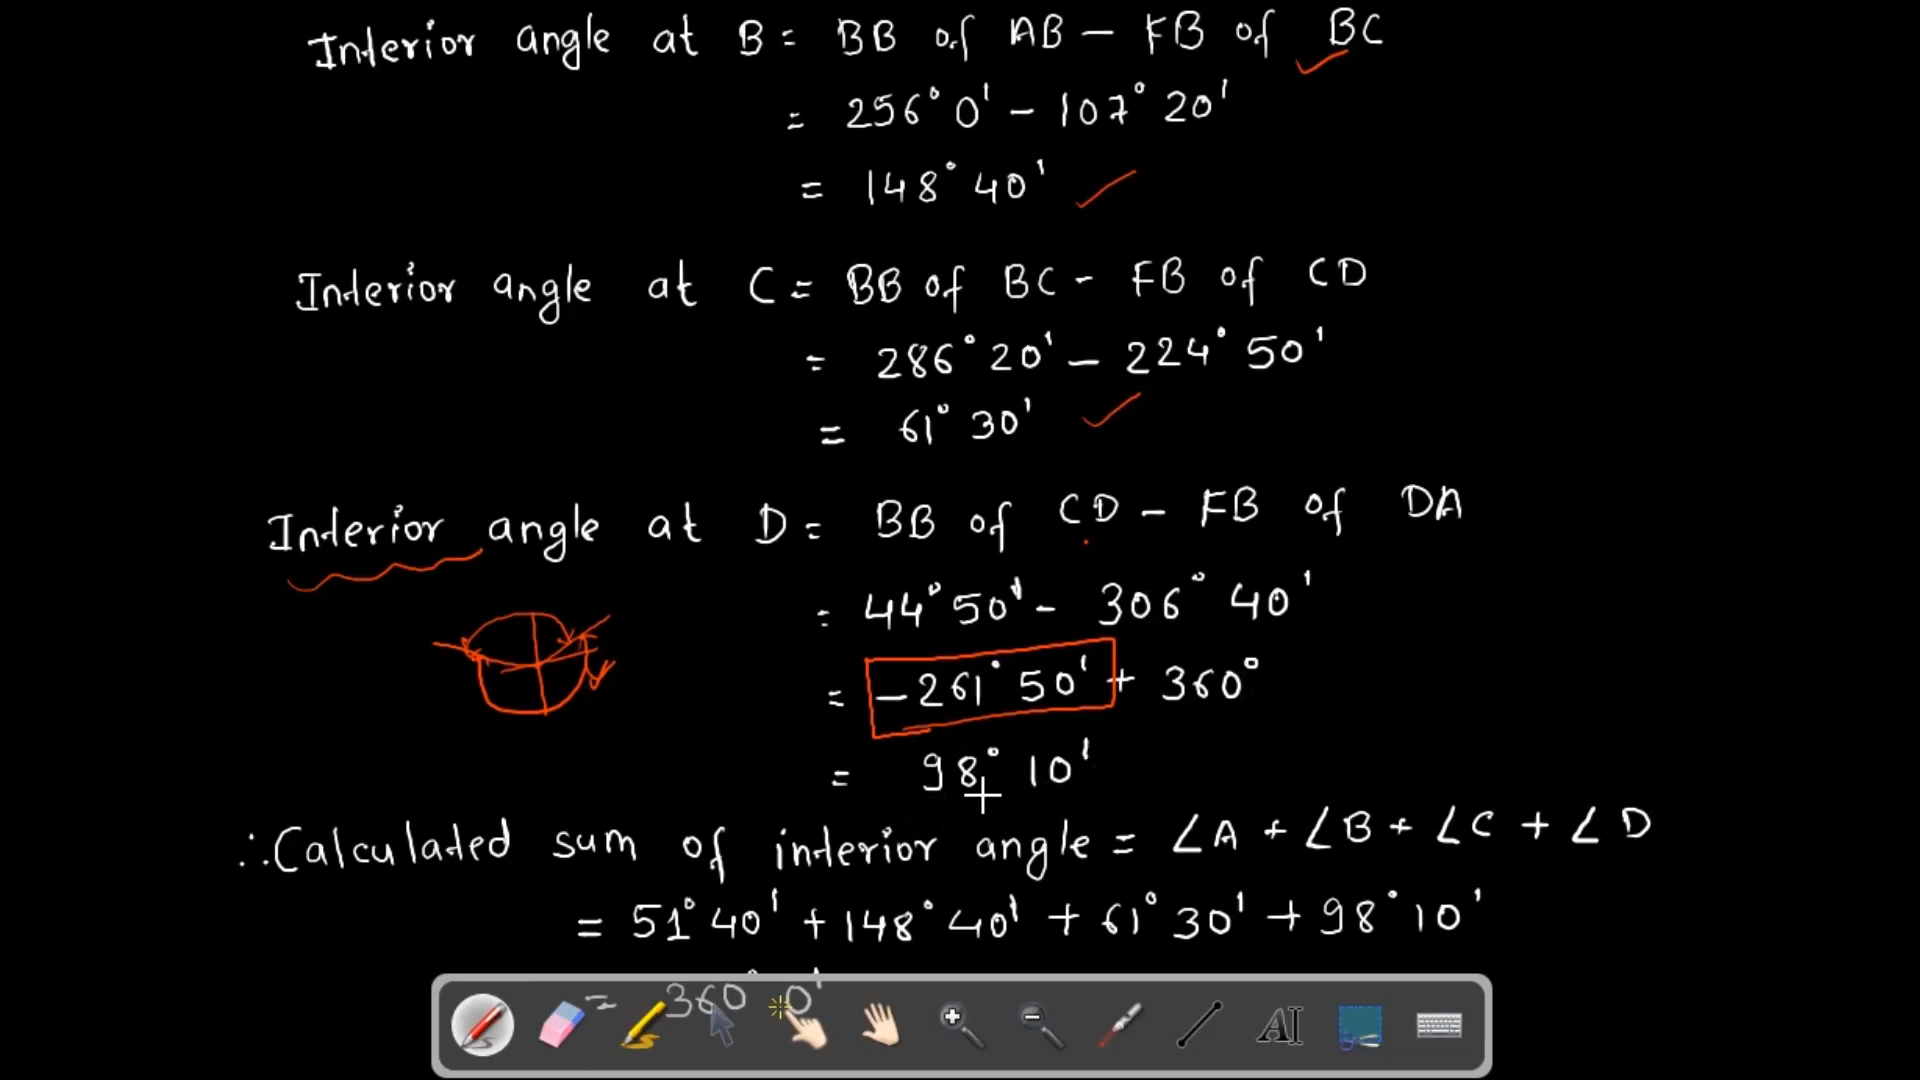 Interior angle at B = BB of AB - FB of BC
= 256° 0' - 107° 20'
= 148° 40'
Interior angle at C = BB of BC - FB of CD
= 286° 20' - 224° 50'
= 61° 30'
Interior angle at D = BB of CD - FB of DA
= 44° 50' - 306° 40'
= -261° 50' + 360°
= 98° 10'
∴ Calculated sum of interior angle = ∠A + ∠B + ∠C + ∠D
= 51° 40' + 148° 40' + 61° 30' + 98° 10'
= 360° 0'
AI